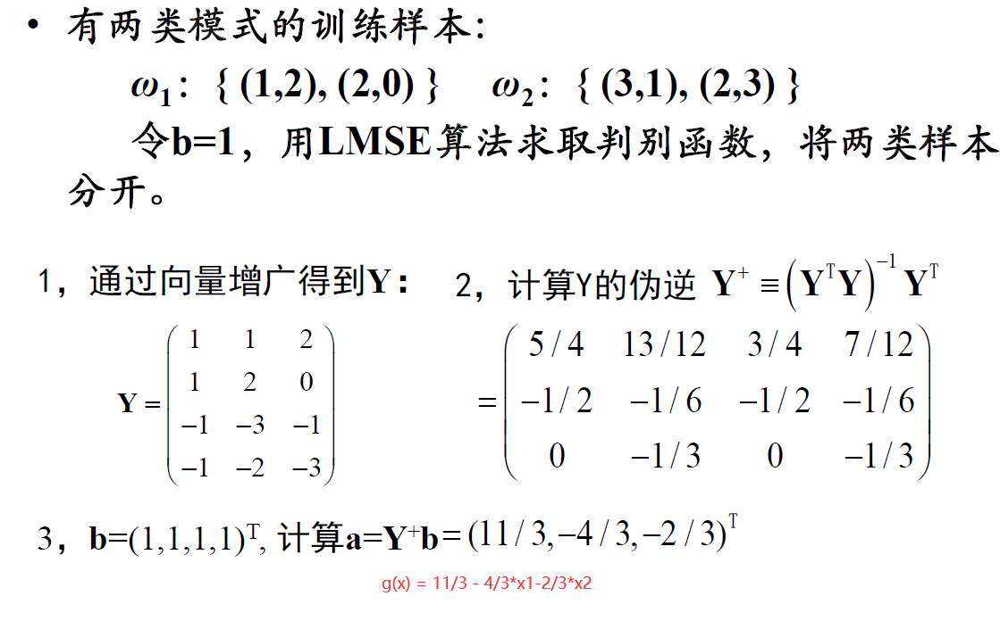 • 有两类模式的训练样本:
ω1: { (1,2), (2,0) } ω2: { (3,1), (2,3) }
令b=1，用LMSE算法求取判别函数，将两类样本
分开。
1，通过向量增广得到Y： 2，计算Y的伪逆 Y⁺ ≡ (YᵀY)⁻¹ Yᵀ
1 1 2
1 2 0
Y =
−1 −3 −1
−1 −2 −3
5/4 13/12 3/4 7/12
= −1/2 −1/6 −1/2 −1/6
0 −1/3 0 −1/3
3，b=(1,1,1,1)ᵀ, 计算a=Y⁺b = (11/3,−4/3,−2/3)ᵀ
g(x) = 11/3 - 4/3*x1-2/3*x2